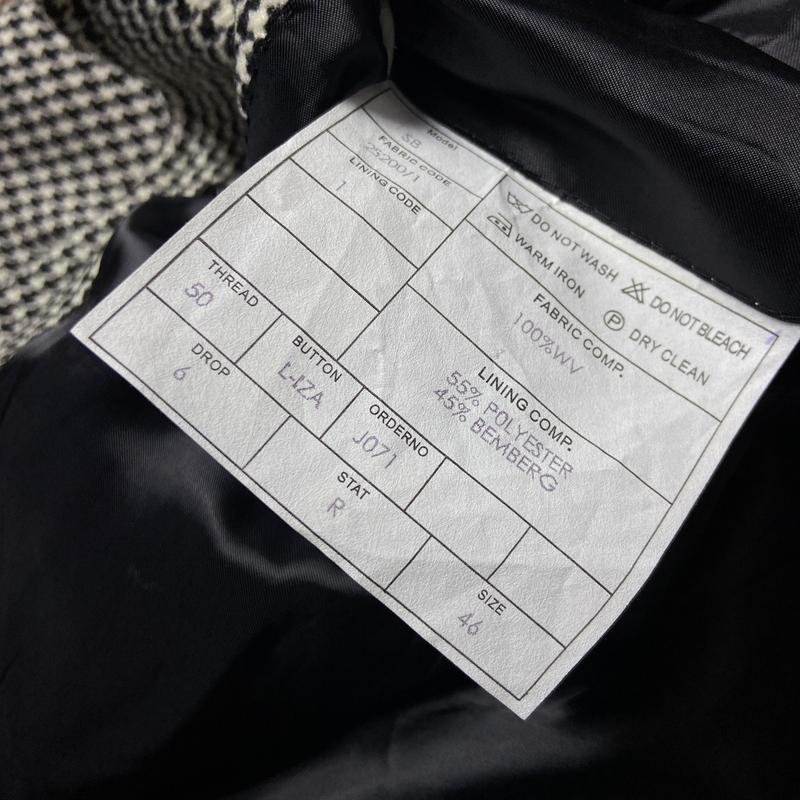 Model
SB
FABRIC CODE
25200/1
LINING CODE
1
DO NOT WASH
DO NOT BLEACH
WARM IRON
P DRY CLEAN
FABRIC COMP.
100%WV
LINING COMP.
55% POLYESTER
45% BEMBERG
THREAD
50
BUTTON
L-IZA
ORDERNO
J071
DROP
6
STAT
R
SIZE
46